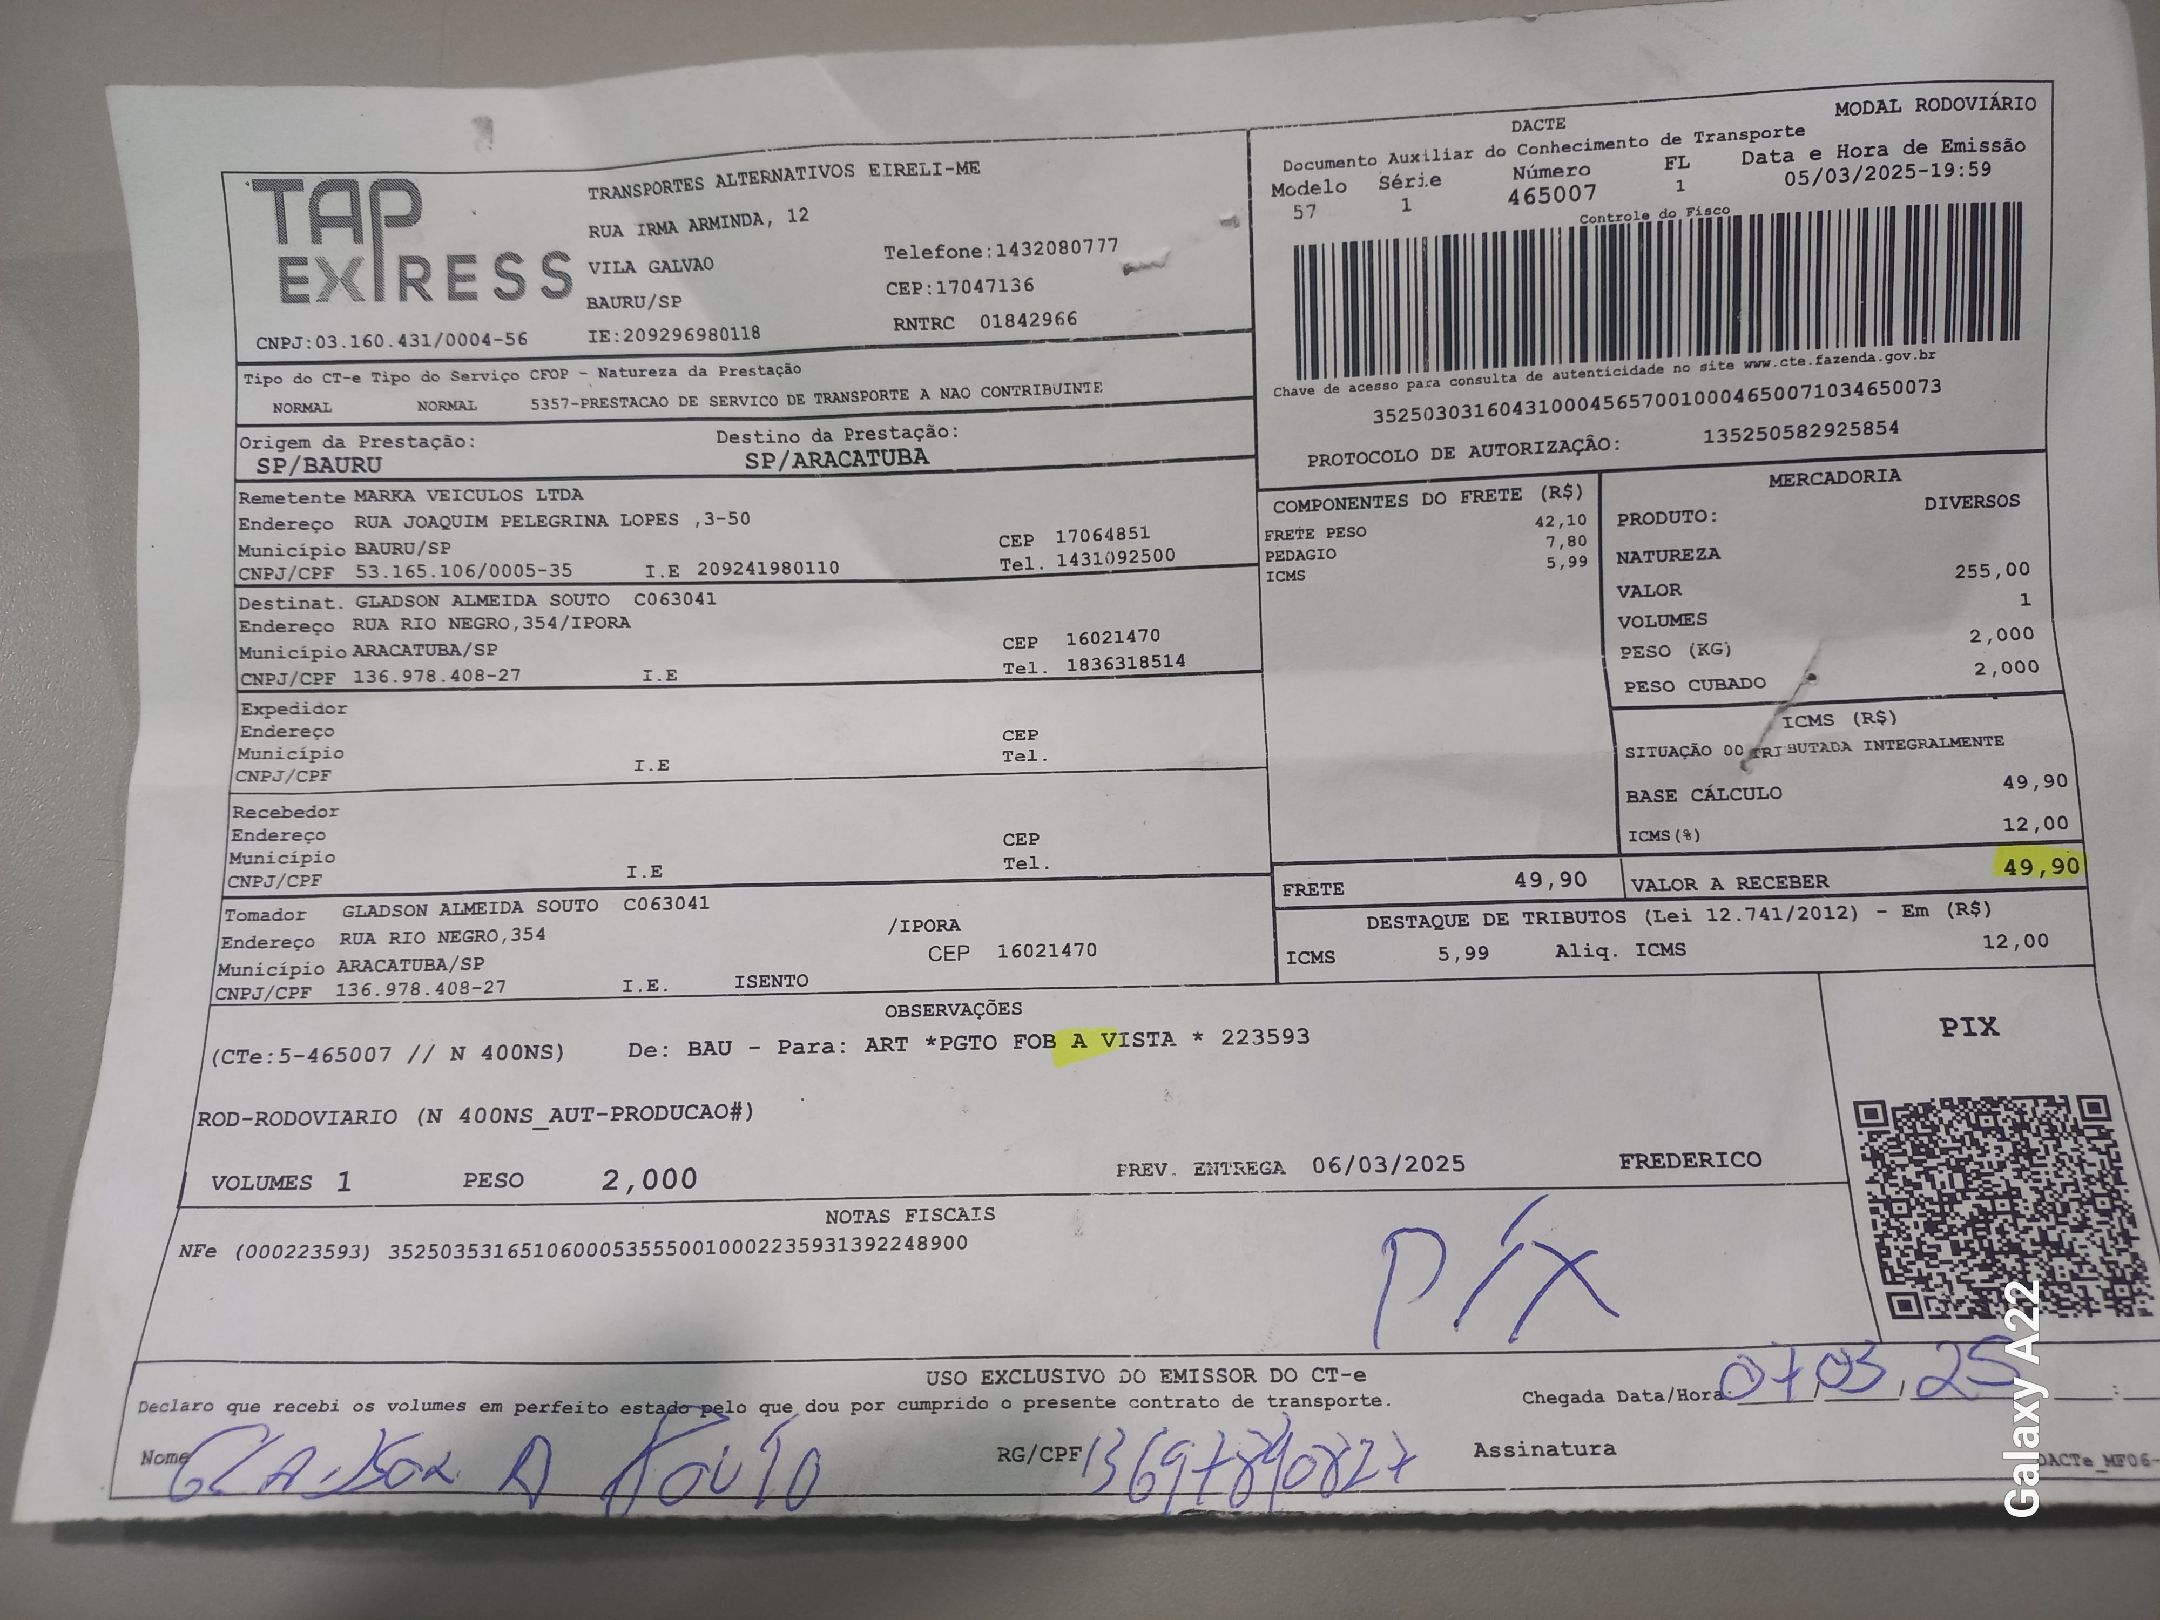 TAP EXPRESS
TRANSPORTES ALTERNATIVOS EIRELI-ME
RUA IRMA ARMINDA, 12
VILA GALVAO
Telefone:1432080777
BAURU/SP
CEP:17047136
CNPJ:03.160.431/0004-56
IE:209296980118
RNTRC 01842966
MODAL RODOVIÁRIO
DACTE
Documento Auxiliar do Conhecimento de Transporte
Modelo Série Número FL Data e Hora de Emissão
57 1 465007 1 05/03/2025-19:59
Controle do Fisco
Chave de acesso para consulta de autenticidade no site www.cte.fazenda.gov.br
35250303160431000456570010004650071034650073
PROTOCOLO DE AUTORIZAÇÃO: 135250582925854
Tipo do CT-e Tipo do Serviço CFOP - Natureza da Prestação
NORMAL NORMAL 5357-PRESTACAO DE SERVICO DE TRANSPORTE A NAO CONTRIBUINTE
Origem da Prestação: Destino da Prestação:
SP/BAURU SP/ARACATUBA
Remetente MARKA VEICULOS LTDA
Endereço RUA JOAQUIM PELEGRINA LOPES ,3-50
Município BAURU/SP CEP 17064851
CNPJ/CPF 53.165.106/0005-35 I.E 209241980110 Tel. 1431092500
Destinat. GLADSON ALMEIDA SOUTO C063041
Endereço RUA RIO NEGRO,354/IPORA
Município ARACATUBA/SP CEP 16021470
CNPJ/CPF 136.978.408-27 I.E Tel. 1836318514
Expedidor
Endereço
Município CEP
CNPJ/CPF I.E Tel.
Recebedor
Endereço
Município CEP
CNPJ/CPF I.E Tel.
Tomador GLADSON ALMEIDA SOUTO C063041
Endereço RUA RIO NEGRO,354 /IPORA
Município ARACATUBA/SP CEP 16021470
CNPJ/CPF 136.978.408-27 I.E. ISENTO
COMPONENTES DO FRETE (R$)
FRETE PESO 42,10
PEDAGIO 7,80
ICMS 5,99
MERCADORIA
PRODUTO: DIVERSOS
NATUREZA
VALOR 255,00
VOLUMES 1
PESO (KG) 2,000
PESO CUBADO 2,000
ICMS (R$)
SITUAÇÃO 00 TRIBUTADA INTEGRALMENTE
BASE CÁLCULO 49,90
ICMS(%) 12,00
FRETE 49,90 VALOR A RECEBER 49,90
DESTAQUE DE TRIBUTOS (Lei 12.741/2012) - Em (R$)
ICMS 5,99 Aliq. ICMS 12,00
OBSERVAÇÕES
(CTe:5-465007 // N 400NS) De: BAU - Para: ART *PGTO FOB A VISTA * 223593
ROD-RODOVIARIO (N 400NS_AUT-PRODUCAO#)
VOLUMES 1 PESO 2,000 PREV. ENTREGA 06/03/2025 FREDERICO
PIX
NOTAS FISCAIS
NFe (000223593) 35250353165106000535550010002235931392248900
PIX
USO EXCLUSIVO DO EMISSOR DO CT-e
Declaro que recebi os volumes em perfeito estado pelo que dou por cumprido o presente contrato de transporte.
Chegada Data/Hora: 07/03/25 :
Nome GLADSON A SOUTO RG/CPF 13697840827 Assinatura
DACTe_MF06-
Galaxy A22